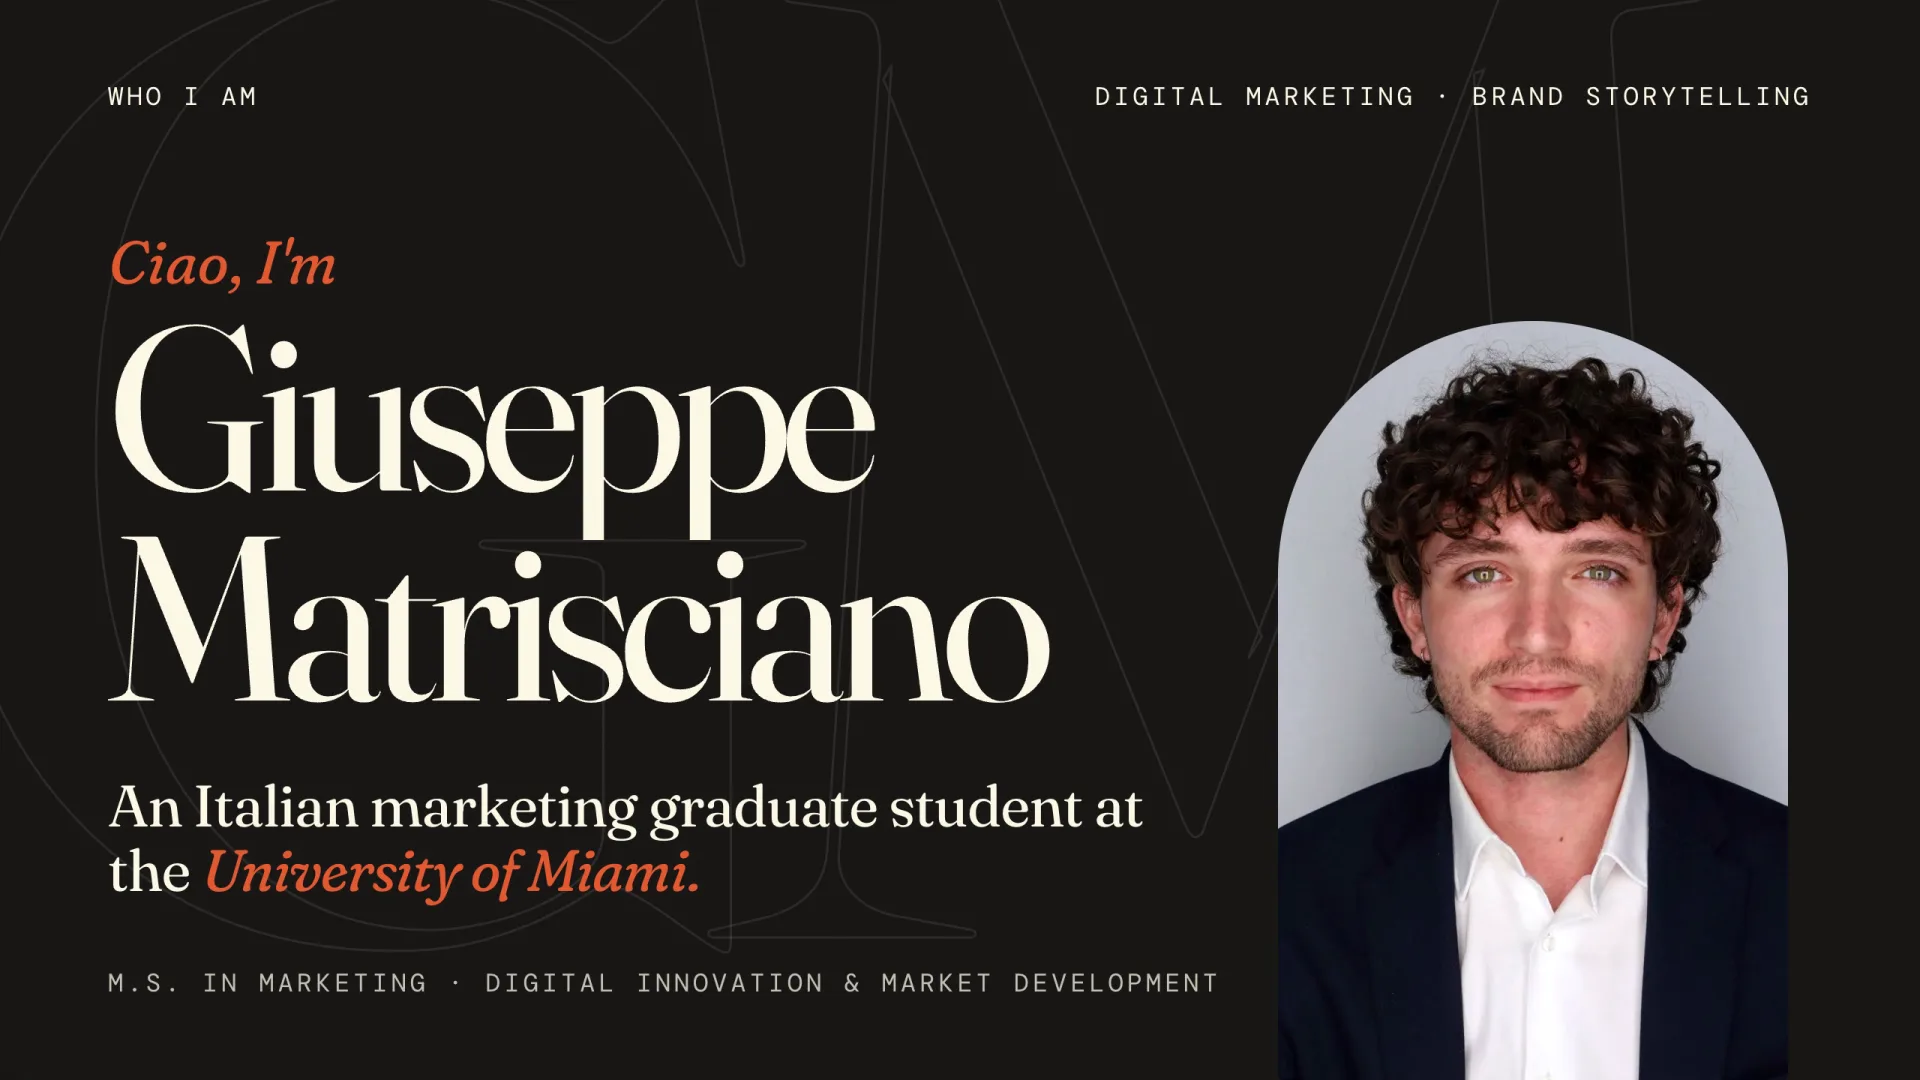 WHO I AM
DIGITAL MARKETING · BRAND STORYTELLING
Ciao, I'm
Giuseppe
Matrisciano
An Italian marketing graduate student at
the University of Miami.
M.S. IN MARKETING · DIGITAL INNOVATION & MARKET DEVELOPMENT